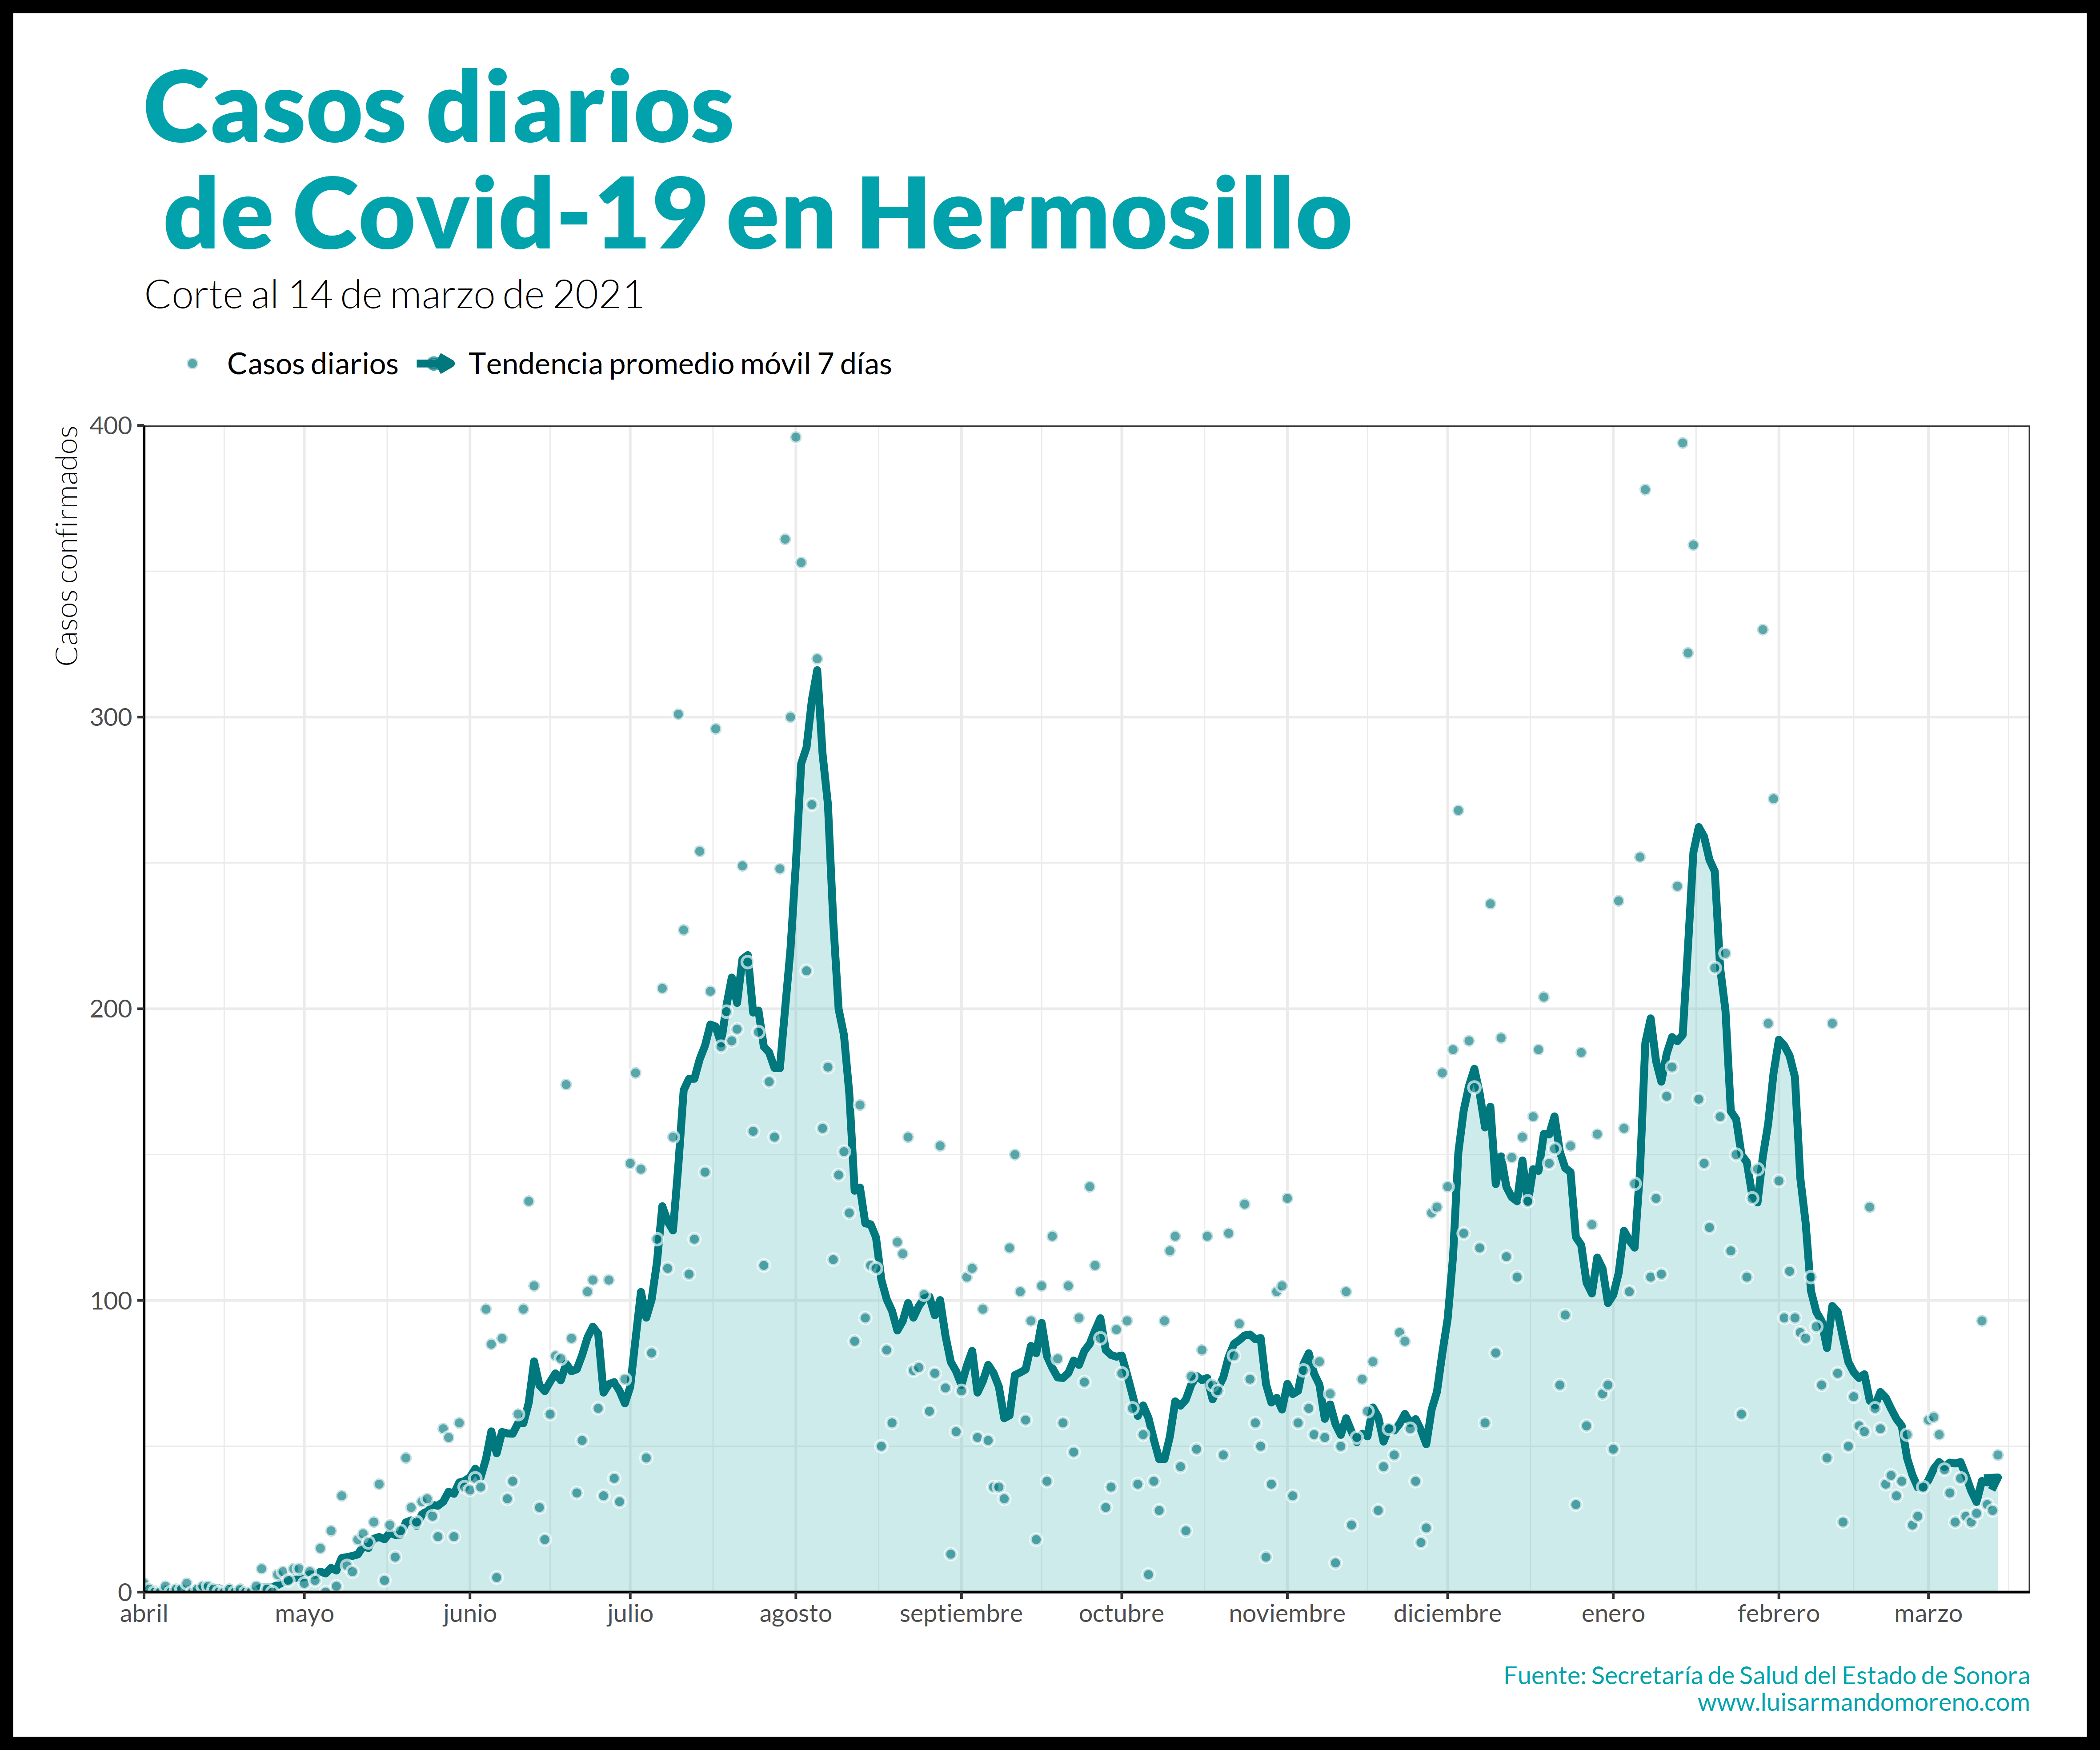 Casos diarios
de Covid-19 en Hermosillo
Corte al 14 de marzo de 2021
Casos diarios Tendencia promedio móvil 7 días
Casos confirmados
400
300
200
100
0
abril mayo junio julio agosto septiembre octubre noviembre diciembre enero febrero marzo
Fuente: Secretaría de Salud del Estado de Sonora
www.luisarmandomoreno.com